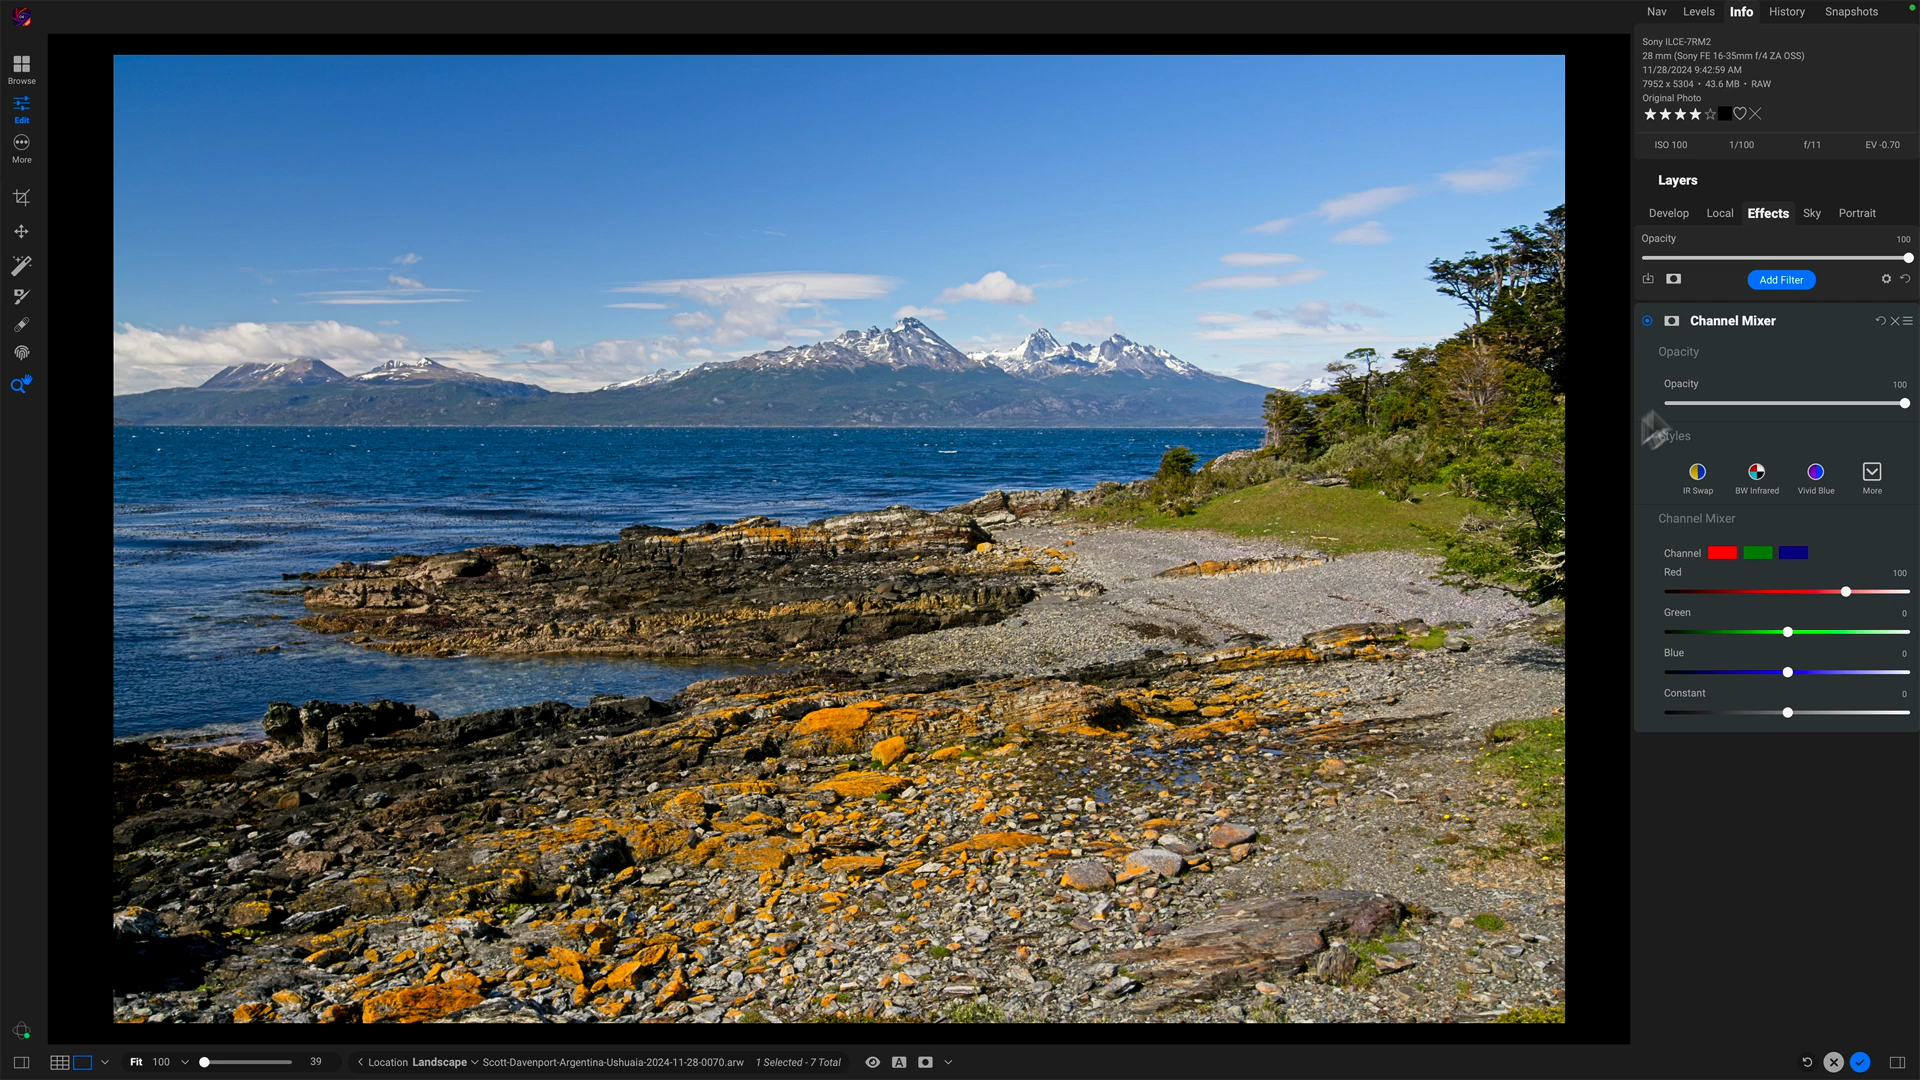 Nav Levels Info History Snapshots
Sony ILCE-7RM2
28 mm (Sony FE 16-35mm f/4 ZA OSS)
11/28/2024 9:42:59 AM
7952 x 5304 • 43.6 MB • RAW
Original Photo
ISO 100 1/100 f/11 EV -0.70
Browse
Edit
More
Layers
Develop Local Effects Sky Portrait
Opacity 100
Add Filter
Channel Mixer
Opacity
Opacity 100
IR Swap BW Infrared Vivid Blue More
Channel Mixer
Channel
Red 100
Green 0
Blue 0
Constant 0
Fit 100 39 Location Landscape Scott-Davenport-Argentina-Ushuaia-2024-11-28-0070.arw 1 Selected - 7 Total A